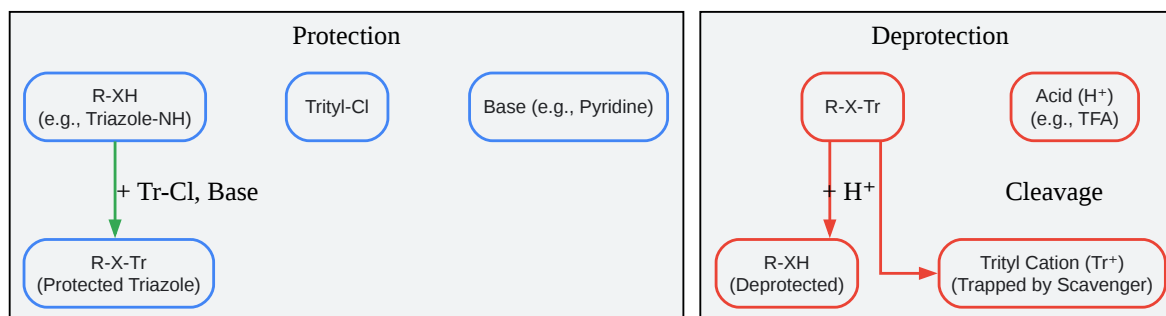 Protection
R-XH
(e.g., Triazole-NH)
Trityl-Cl
Base (e.g., Pyridine)
+ Tr-Cl, Base
R-X-Tr
(Protected Triazole)
Deprotection
R-X-Tr
Acid (H⁺)
(e.g., TFA)
+ H⁺
Cleavage
R-XH
(Deprotected)
Trityl Cation (Tr⁺)
(Trapped by Scavenger)